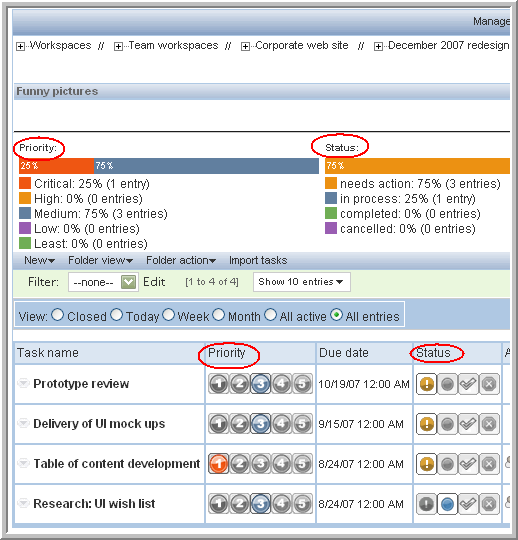 Manage
Workspaces // Team workspaces // Corporate web site // December 2007 redesign
Funny pictures
Priority: Status:
25% 75% 75%
Critical: 25% (1 entry) needs action: 75% (3 entries)
High: 0% (0 entries) in process: 25% (1 entry)
Medium: 75% (3 entries) completed: 0% (0 entries)
Low: 0% (0 entries) cancelled: 0% (0 entries)
Least: 0% (0 entries)
New Folder view Folder action Import tasks
Filter: --none-- Edit [1 to 4 of 4] Show 10 entries
View: Closed Today Week Month All active All entries
Task name Priority Due date Status A
Prototype review 1 2 3 4 5 10/19/07 12:00 AM
Delivery of UI mock ups 1 2 3 4 5 9/15/07 12:00 AM
Table of content development 1 2 3 4 5 8/24/07 12:00 AM
Research: UI wish list 1 2 3 4 5 8/24/07 12:00 AM